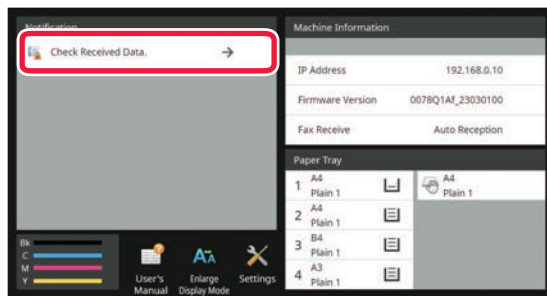 Notification
Check Received Data.
Machine Information
IP Address 192.168.0.10
Firmware Version 0078Q1Af_23030100
Fax Receive Auto Reception
Paper Tray
1 A4
Plain 1
A4
Plain 1
2 A4
Plain 1
3 B4
Plain 1
4 A3
Plain 1
Bk
C
M
Y
User's
Manual
Enlarge
Display Mode
Settings